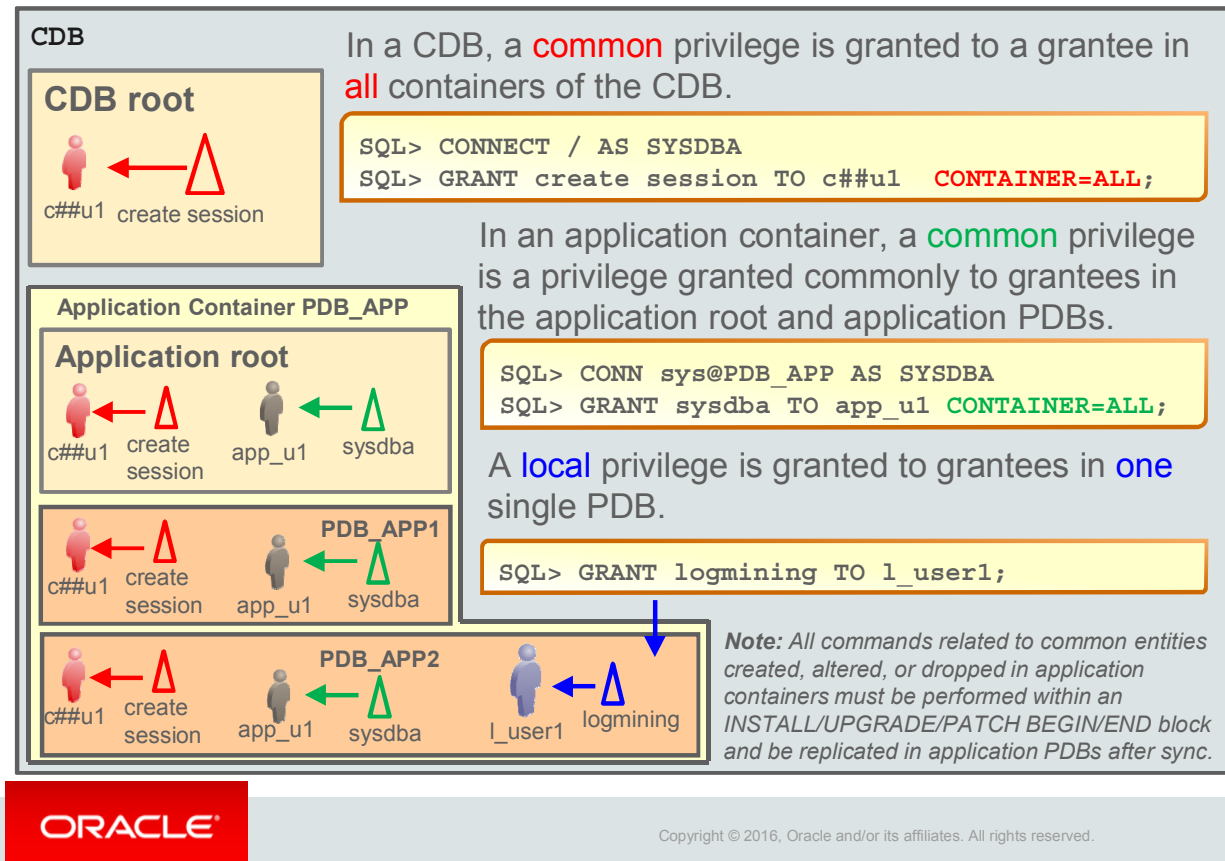 CDB
In a CDB, a common privilege is granted to a grantee in
all containers of the CDB.
CDB root
c##u1 create session
SQL> CONNECT / AS SYSDBA
SQL> GRANT create session TO c##u1 CONTAINER=ALL;
In an application container, a common privilege
is a privilege granted commonly to grantees in
the application root and application PDBs.
SQL> CONN sys@PDB_APP AS SYSDBA
SQL> GRANT sysdba TO app_u1 CONTAINER=ALL;
Application Container PDB_APP
Application root
c##u1
create
session
app_u1
sysdba
A local privilege is granted to grantees in one
single PDB.
SQL> GRANT logmining TO l_user1;
PDB_APP1
c##u1
create
session
app_u1
sysdba
PDB_APP2
c##u1
create
session
app_u1
sysdba
l_user1
logmining
Note: All commands related to common entities
created, altered, or dropped in application
containers must be performed within an
INSTALL/UPGRADE/PATCH BEGIN/END block
and be replicated in application PDBs after sync.
ORACLE®
Copyright © 2016, Oracle and/or its affiliates. All rights reserved.